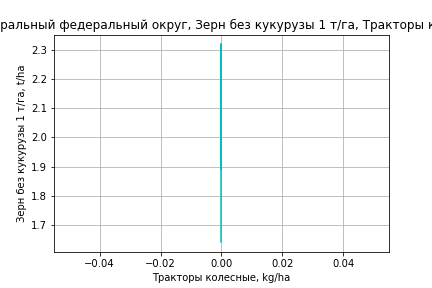 ральный федеральный округ, Зерн без кукурузы 1 т/га, Тракторы к
2.3
2.2
2.1
2.0
1.9
1.8
1.7
Зерн без кукурузы 1 т/га, t/ha
−0.04 −0.02 0.00 0.02 0.04
Тракторы колесные, kg/ha